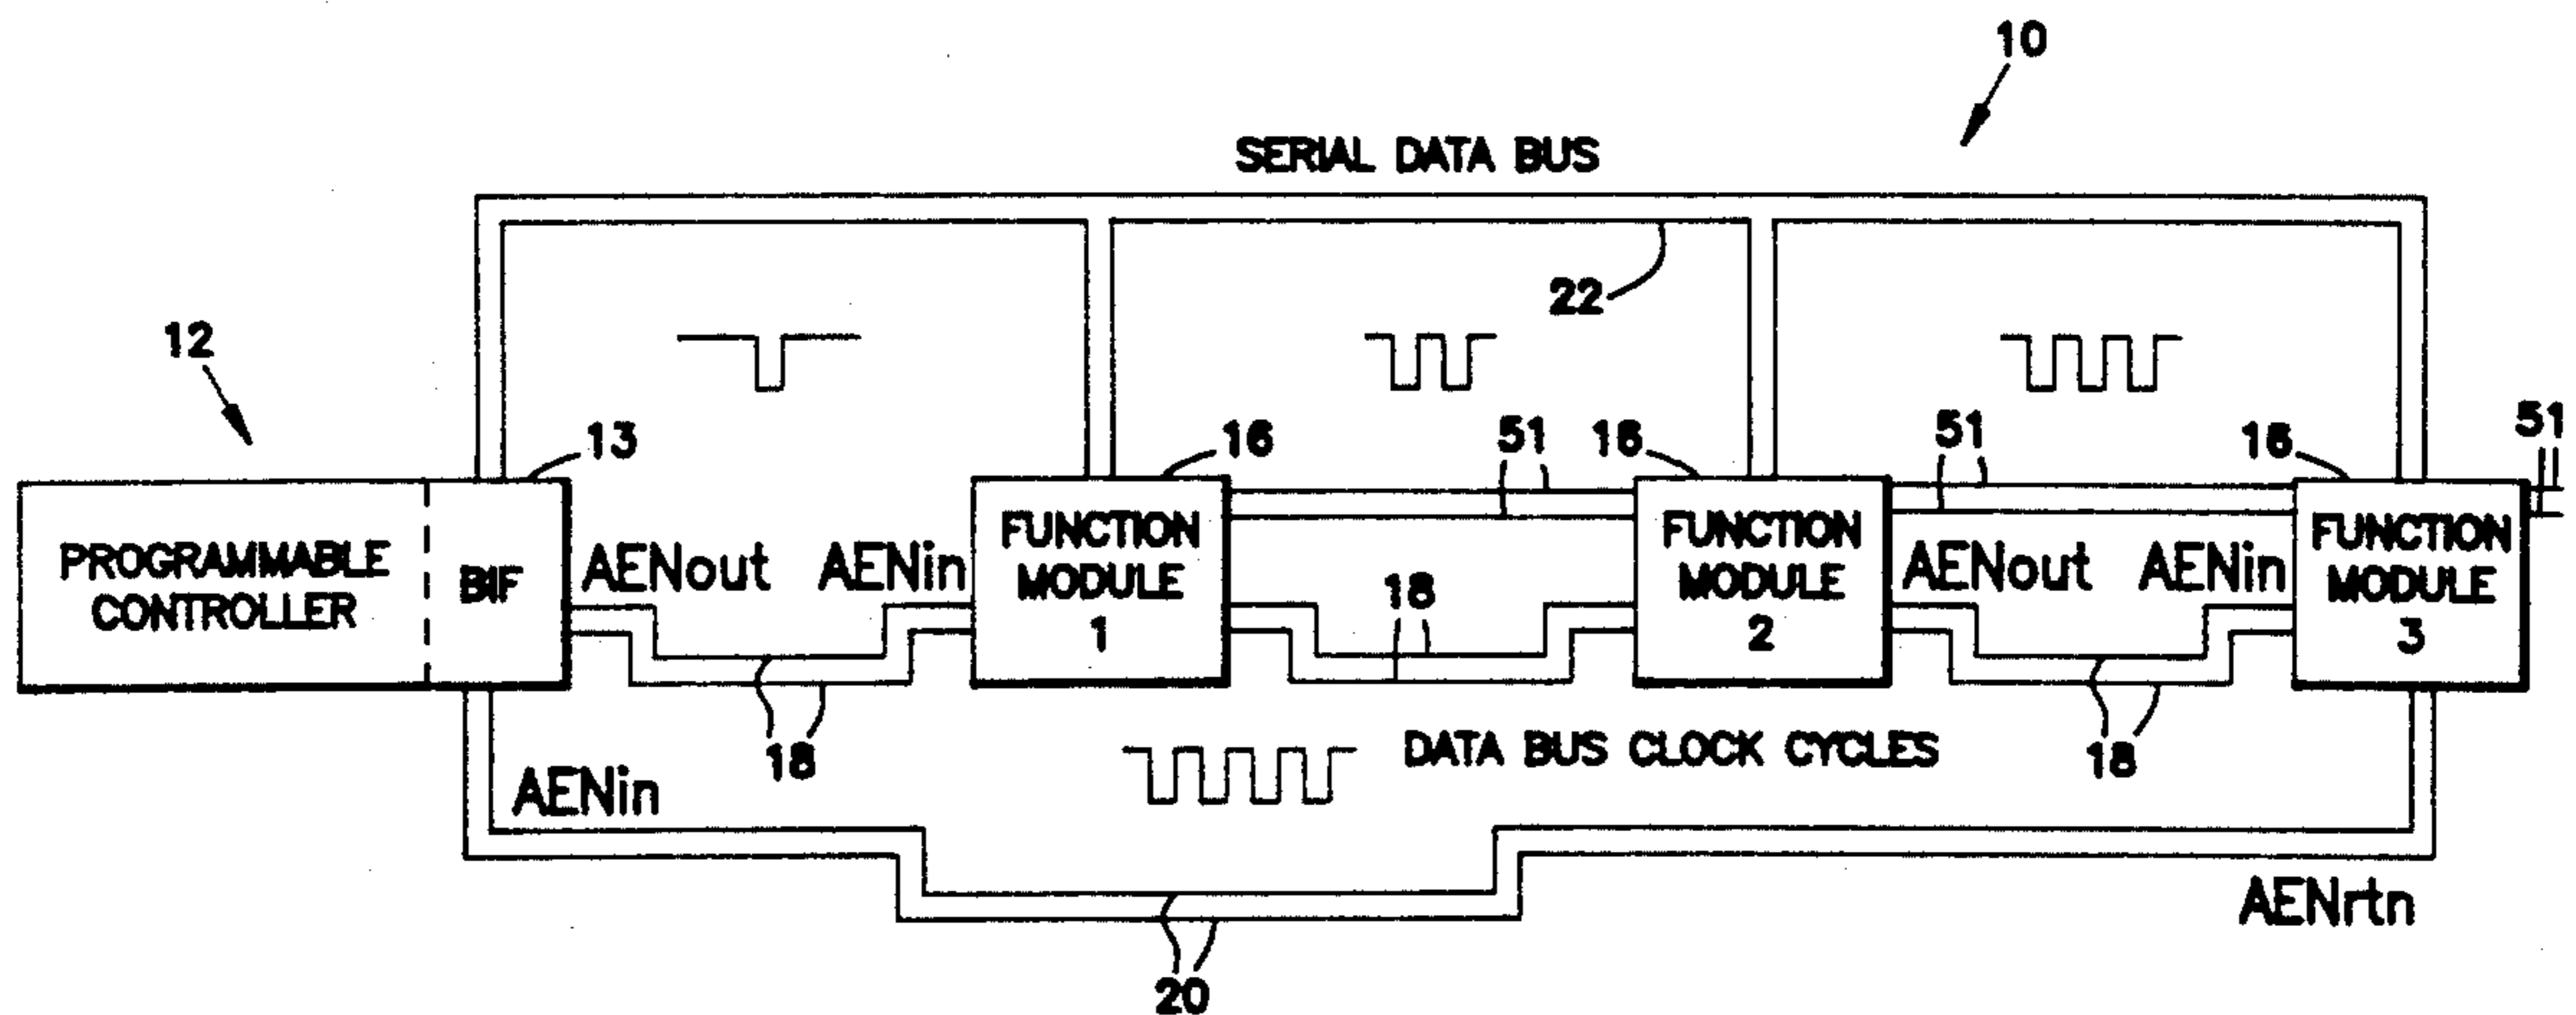 10
SERIAL DATA BUS
22
12
13
16
51
16
51
16
51
PROGRAMMABLE
CONTROLLER
BIF
AENout
AENin
FUNCTION
MODULE
1
18
FUNCTION
MODULE
2
AENout
AENin
FUNCTION
MODULE
3
18
DATA BUS CLOCK CYCLES
18
AENin
AENrtn
20